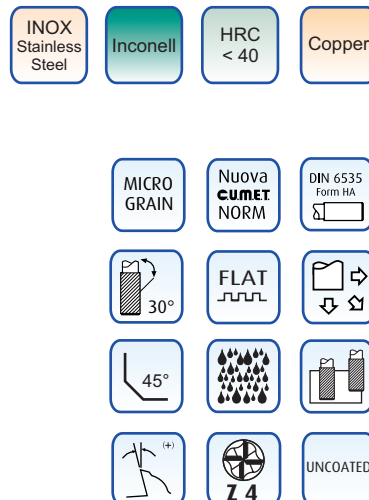 INOX
Stainless
Steel
Inconell
HRC
< 40
Copper
MICRO
GRAIN
Nuova
C.U.M.E.T.
NORM
DIN 6535
Form HA
30°
FLAT
45°
(+)
Z 4
UNCOATED